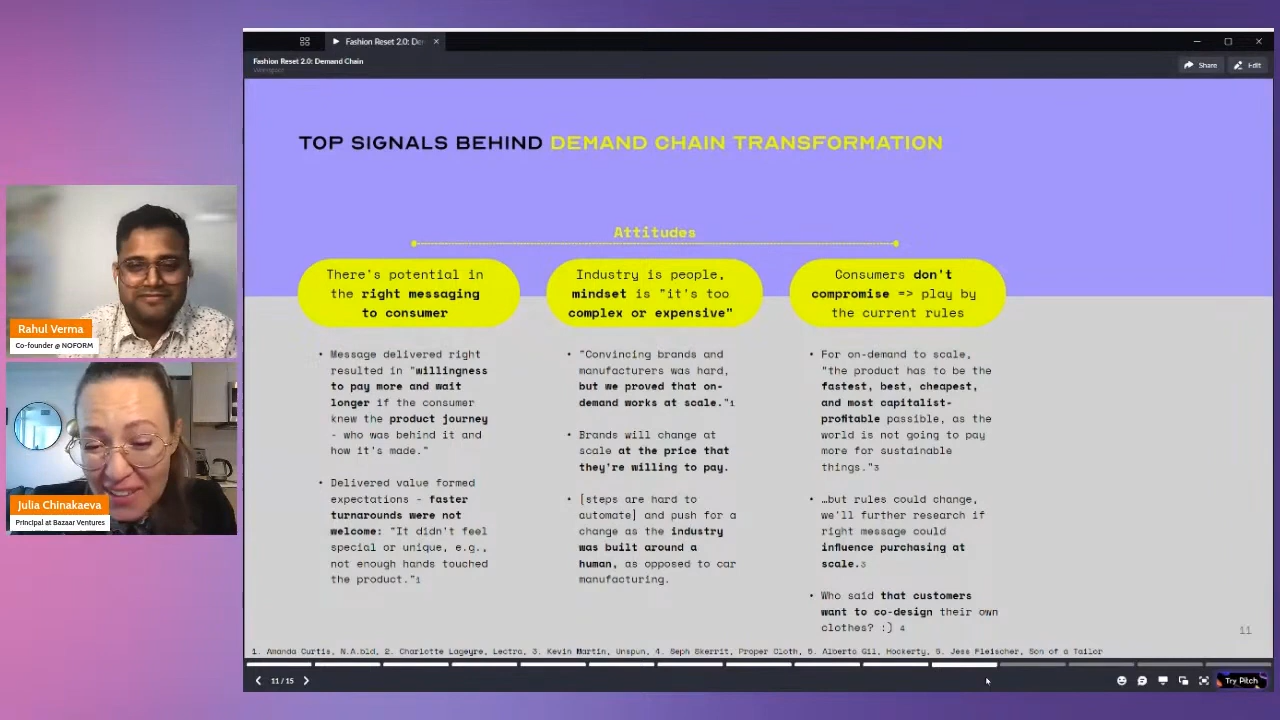 Fashion Reset 2.0: De
Fashion Reset 2.0: Demand Chain
Share
Edit
TOP SIGNALS BEHIND DEMAND CHAIN TRANSFORMATION
Attitudes
There's potential in
the right messaging
to consumer
• Message delivered right
resulted in "willingness
to pay more and wait
longer if the consumer
knew the product journey
- who was behind it and
how it's made."
• Delivered value formed
expectations - faster
turnarounds were not
welcome: "It didn't feel
special or unique, e.g.,
not enough hands touched
the product."1
Industry is people,
mindset is "it's too
complex or expensive"
• "Convincing brands and
manufacturers was hard,
but we proved that on-
demand works at scale."1
• Brands will change at
scale at the price that
they're willing to pay.
• [steps are hard to
automate] and push for a
change as the industry
was built around a
human, as opposed to car
manufacturing.
Consumers don't
compromise => play by
the current rules
• For on-demand to scale,
"the product has to be the
fastest, best, cheapest,
and most capitalist-
profitable possible, as the
world is not going to pay
more for sustainable
things."3
• …but rules could change,
we'll further research if
right message could
influence purchasing at
scale.3
• Who said that customers
want to co-design their own
clothes? :) 4
11
1. Amanda Curtis, N.A.bld, 2. Charlotte Lageyre, Lectra, 3. Kevin Martin, Unspun, 4. Seph Skerrit, Proper Cloth, 5. Alberto Gil, Hockerty, 6. Jess Fleischer, Son of a Tailor
11 / 15
Try Pitch
Rahul Verma
Co-founder @ NOFORM
Julia Chinakaeva
Principal at Bazaar Ventures